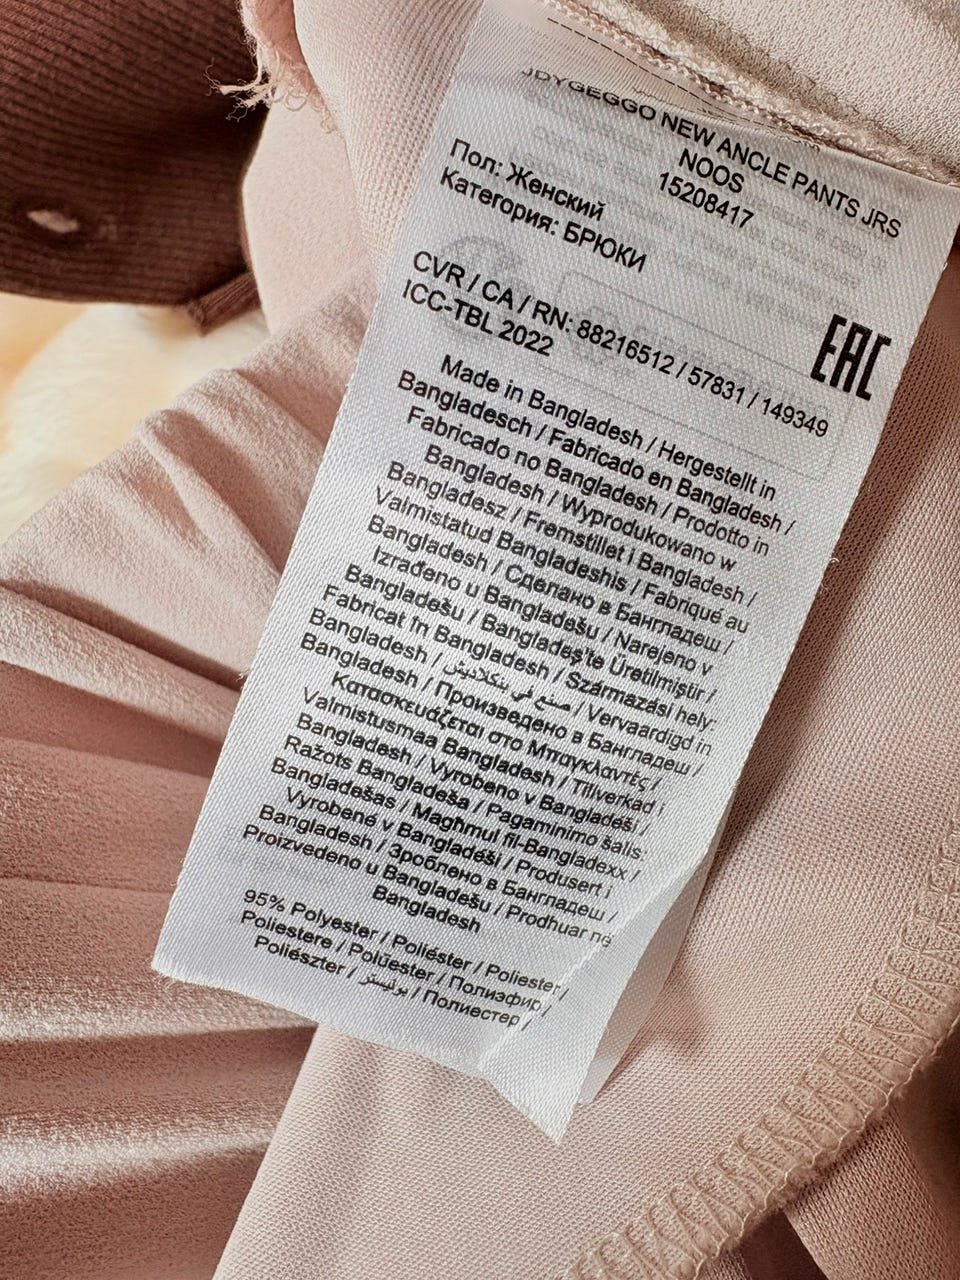 JDYGEGGO NEW ANCLE PANTS JRS
NOOS
15208417
Пол: Женский
Категория: БРЮКИ
EAC
CVR / CA / RN: 88216512 / 57831 / 149349
ICC-TBL 2022
Made in Bangladesh / Hergestellt in
Bangladesch / Fabricado en Bangladesh /
Fabricado no Bangladesh / Prodotto in
Bangladesh / Wyprodukowano w
Bangladesz / Fremstillet i Bangladesh /
Valmistatud Bangladeshis / Fabriqué au
Bangladesh / Сделано в Бангладеш /
Izrađeno u Bangladešu / Narejeno v
Bangladešu / Bangladeş'te Üretilmiştir /
Fabricat în Bangladesh / Származási hely:
Bangladesh / صنع في بنكلاديش / Vervaardigd in
Bangladesh / Произведено в Бангладеш /
Κατασκευάζεται στο Μπαγκλαντές /
Valmistusmaa Bangladesh / Tillverkad i
Bangladesh / Vyrobeno v Bangladéši /
Ražots Bangladeša / Pagaminimo šalis:
Bangladešas / Magħmul fil-Bangladexx /
Vyrobené v Bangladéši / Produsert i
Bangladesh / Зроблено в Бангладеш /
Proizvedeno u Bangladešu / Prodhuar në
Bangladesh
95% Polyester / Poliéster / Poliester /
Poliestere / Polüester / Полиэфир /
Poliészter / بوليستر / Полиестер /